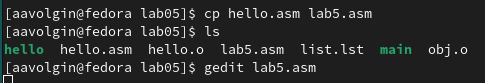 [aavolgin@fedora lab05]$ cp hello.asm lab5.asm
[aavolgin@fedora lab05]$ ls
hello  hello.asm  hello.o  lab5.asm  list.lst  main  obj.o
[aavolgin@fedora lab05]$ gedit lab5.asm